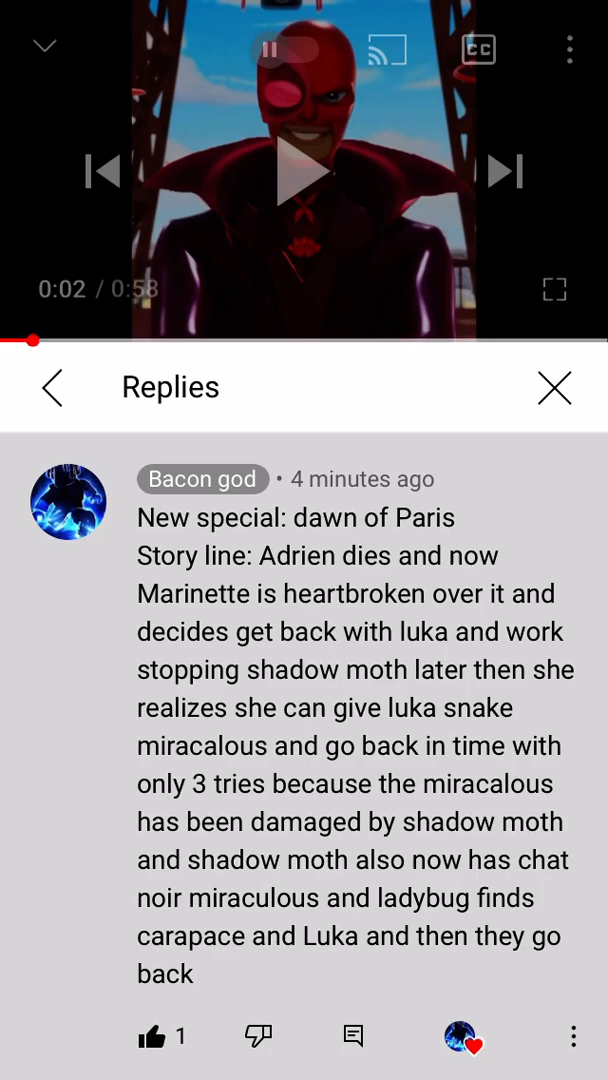 CC
0:02 / 0:58
Replies
Bacon god • 4 minutes ago
New special: dawn of Paris
Story line: Adrien dies and now
Marinette is heartbroken over it and
decides get back with luka and work
stopping shadow moth later then she
realizes she can give luka snake
miracalous and go back in time with
only 3 tries because the miracalous
has been damaged by shadow moth
and shadow moth also now has chat
noir miraculous and ladybug finds
carapace and Luka and then they go
back
1